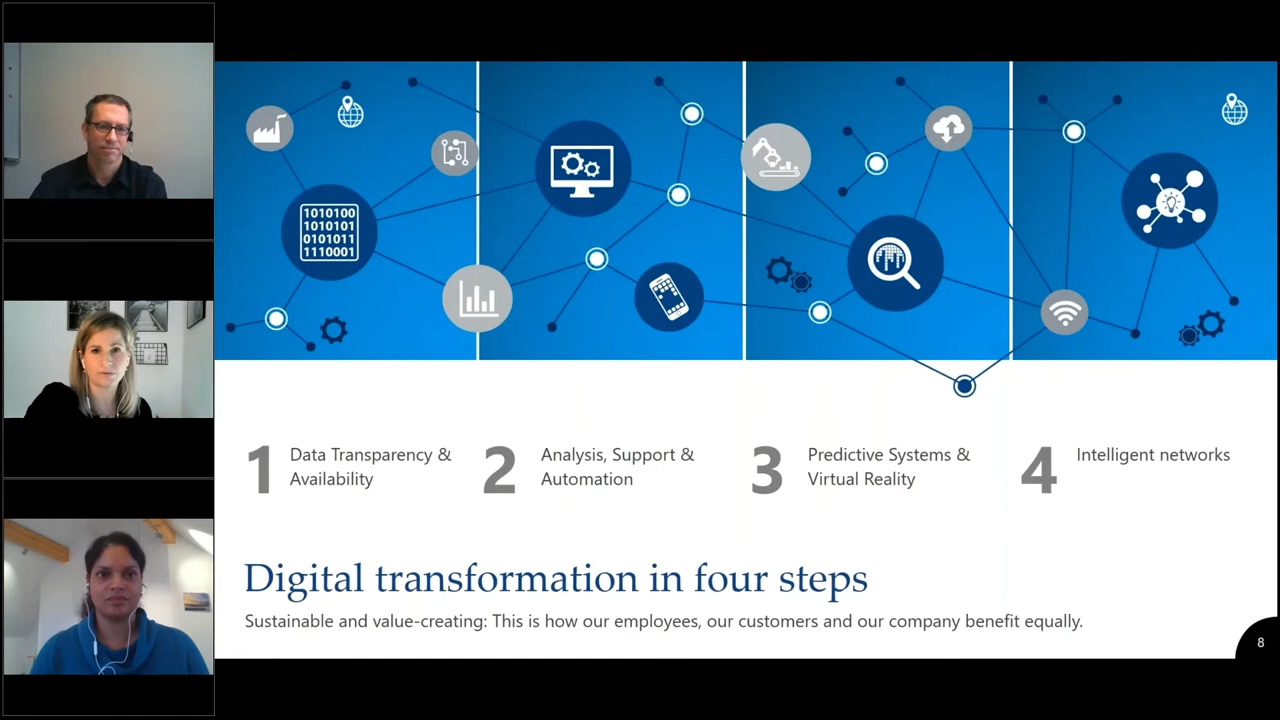 1010100
1010101
0101011
1110001
1 Data Transparency &
Availability
2 Analysis, Support &
Automation
3 Predictive Systems &
Virtual Reality
4 Intelligent networks
Digital transformation in four steps
Sustainable and value-creating: This is how our employees, our customers and our company benefit equally.
8